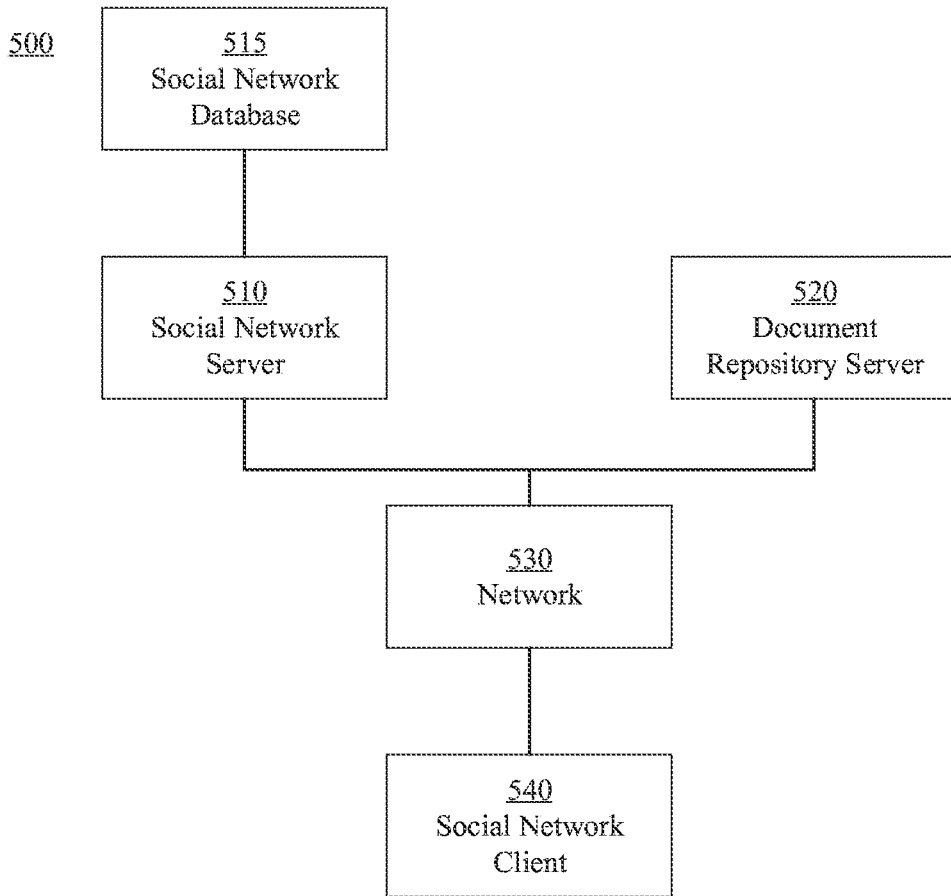 500
515
Social Network
Database
510
Social Network
Server
520
Document
Repository Server
530
Network
540
Social Network
Client